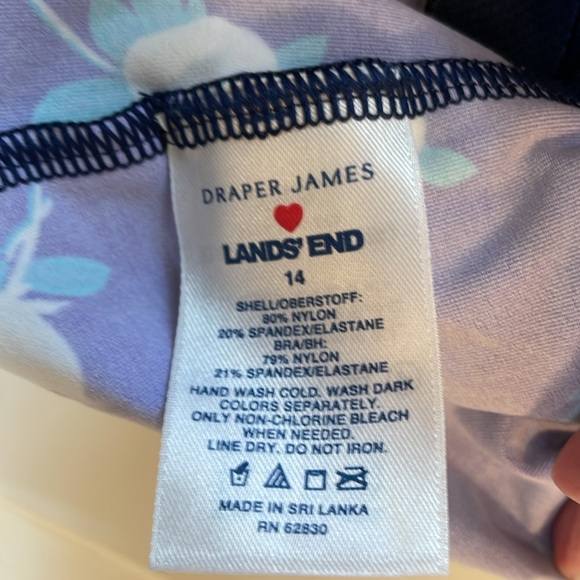 DRAPER JAMES
LANDS' END
14
SHELL/OBERSTOFF:
80% NYLON
20% SPANDEX/ELASTANE
BRA/BH:
79% NYLON
21% SPANDEX/ELASTANE
HAND WASH COLD. WASH DARK
COLORS SEPARATELY.
ONLY NON-CHLORINE BLEACH
WHEN NEEDED.
LINE DRY. DO NOT IRON.
MADE IN SRI LANKA
RN 62830